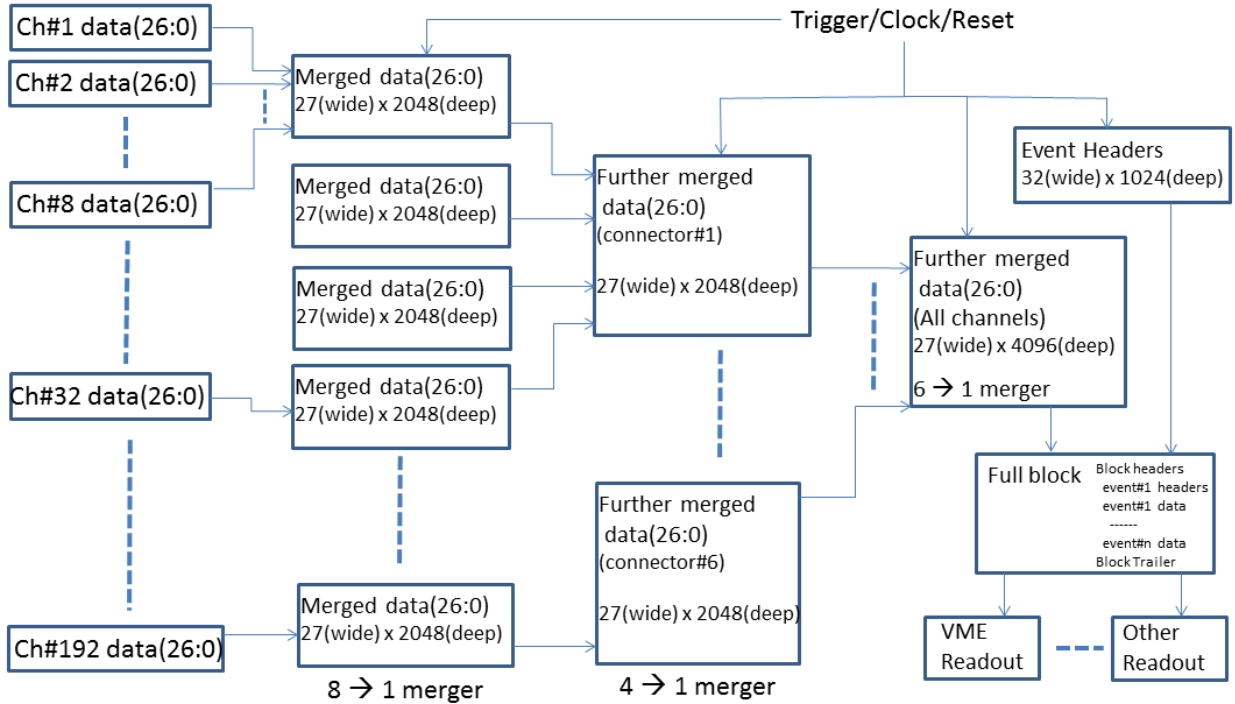 Ch#1 data(26:0)
Ch#2 data(26:0)
Ch#8 data(26:0)
Ch#32 data(26:0)
Ch#192 data(26:0)
Merged data(26:0)
27(wide) x 2048(deep)
Merged data(26:0)
27(wide) x 2048(deep)
Merged data(26:0)
27(wide) x 2048(deep)
Merged data(26:0)
27(wide) x 2048(deep)
Merged data(26:0)
27(wide) x 2048(deep)
8 → 1 merger
Further merged
data(26:0)
(connector#1)
27(wide) x 2048(deep)
Further merged
data(26:0)
(connector#6)
27(wide) x 2048(deep)
4 → 1 merger
Trigger/Clock/Reset
Event Headers
32(wide) x 1024(deep)
Further merged
data(26:0)
(All channels)
27(wide) x 4096(deep)
6 → 1 merger
Full block
Block headers
event#1 headers
event#1 data
------
event#n data
Block Trailer
VME
Readout
Other
Readout